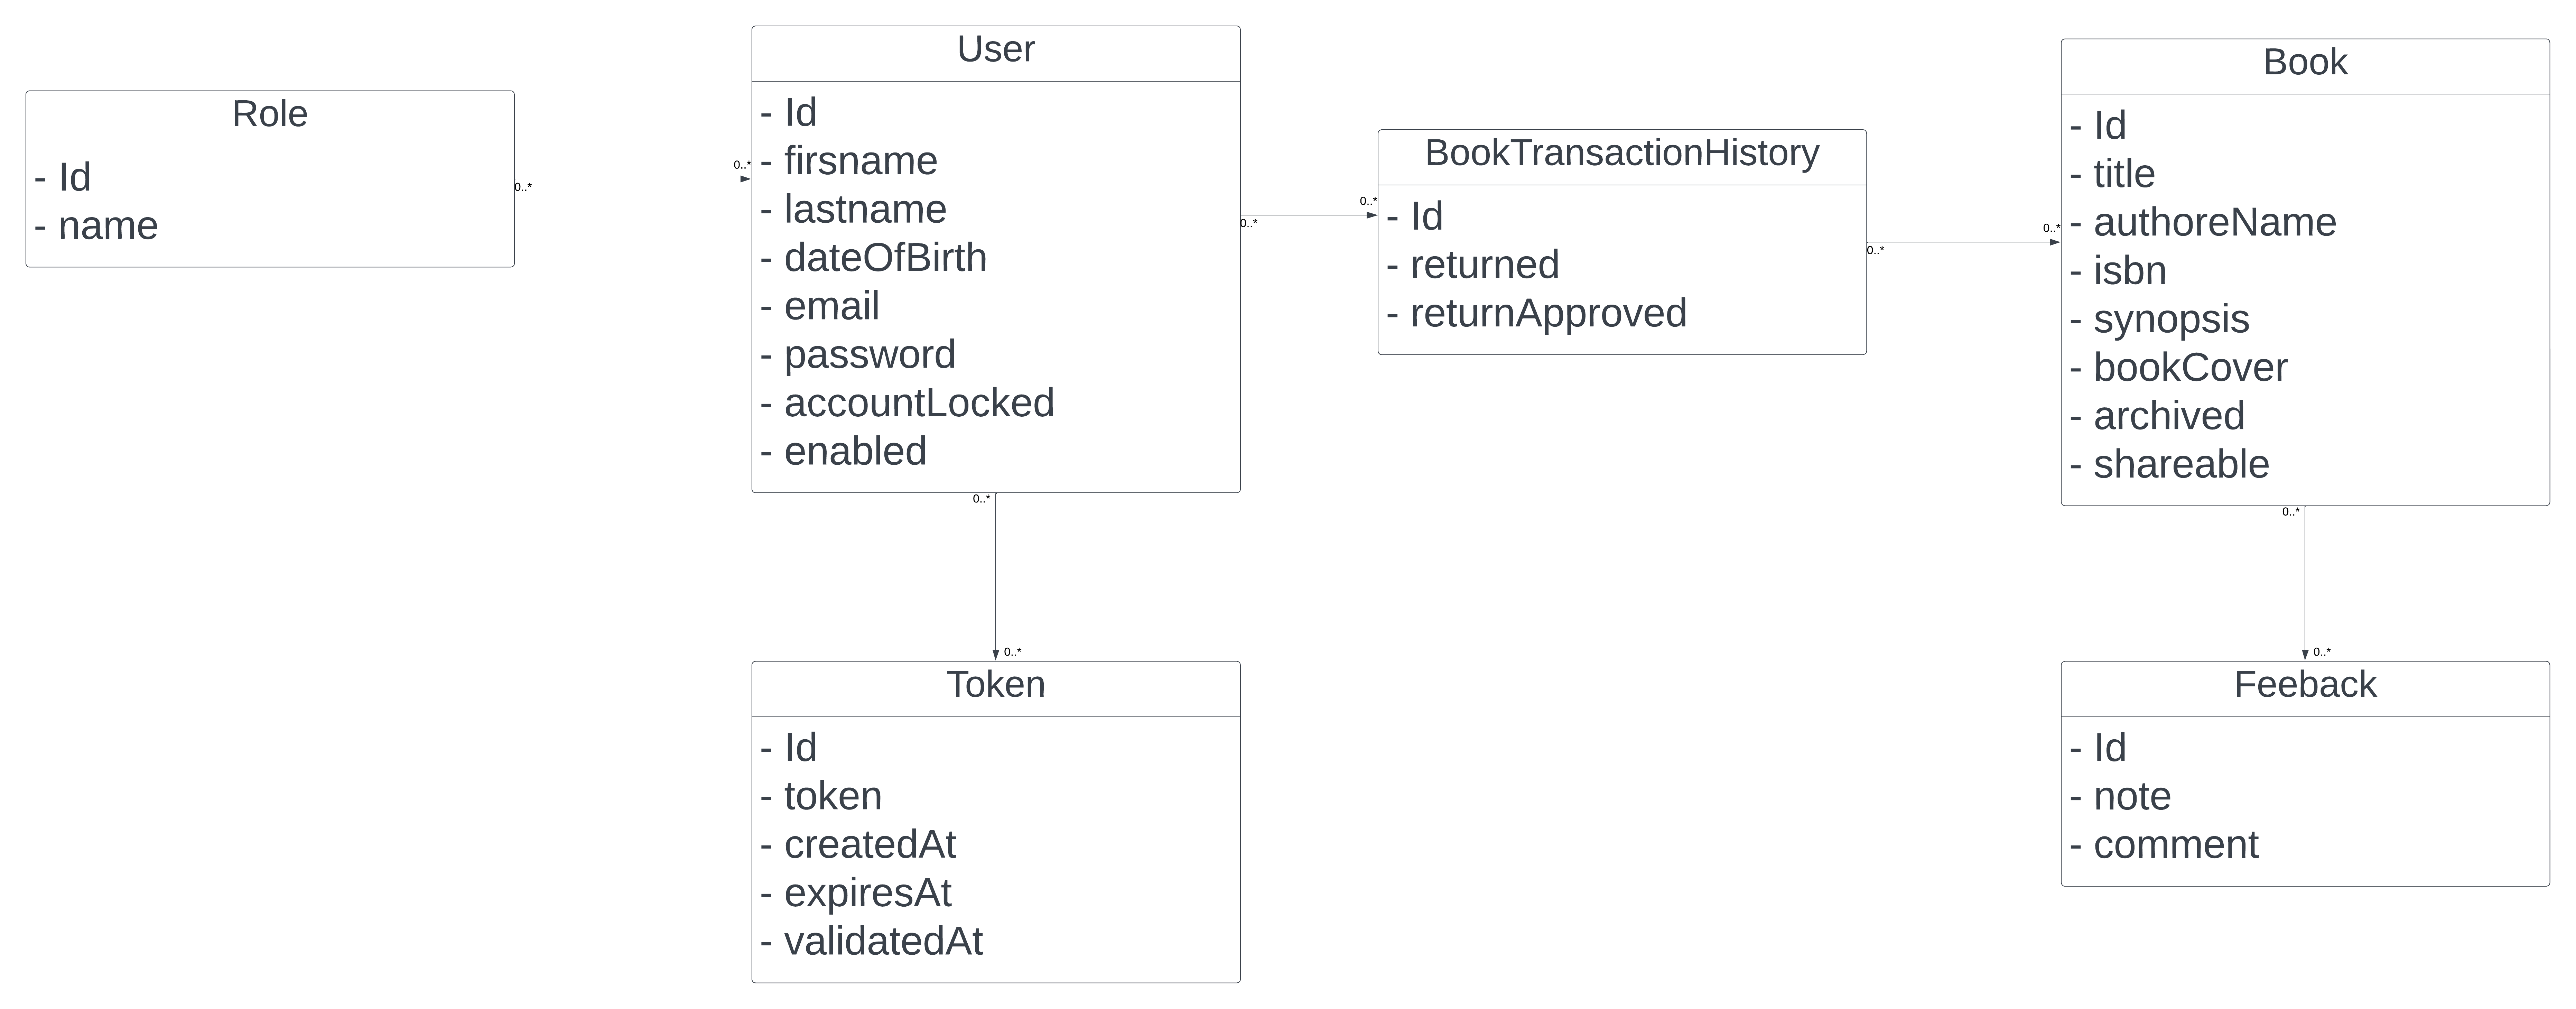 Role
- Id
- name
0..*
0..*
User
- Id
- firsname
- lastname
- dateOfBirth
- email
- password
- accountLocked
- enabled
0..*
0..*
BookTransactionHistory
- Id
- returned
- returnApproved
0..*
0..*
Book
- Id
- title
- authoreName
- isbn
- synopsis
- bookCover
- archived
- shareable
0..*
0..*
Token
- Id
- token
- createdAt
- expiresAt
- validatedAt
0..*
0..*
Feeback
- Id
- note
- comment